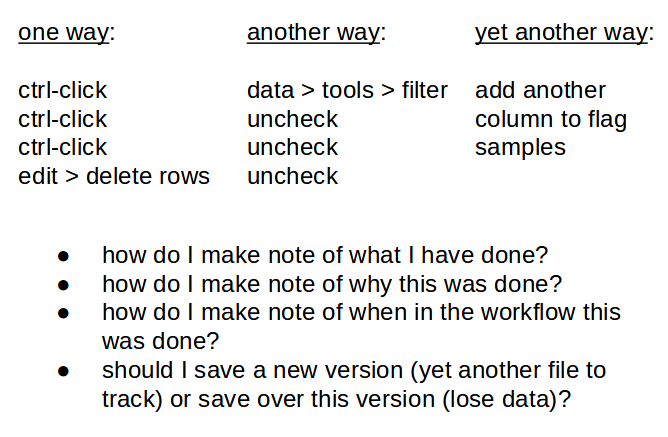 one way:
ctrl-click
ctrl-click
ctrl-click
edit > delete rows
another way:
data > tools > filter
uncheck
uncheck
uncheck
yet another way:
add another
column to flag
samples
● how do I make note of what I have done?
● how do I make note of why this was done?
● how do I make note of when in the workflow this
was done?
● should I save a new version (yet another file to
track) or save over this version (lose data)?